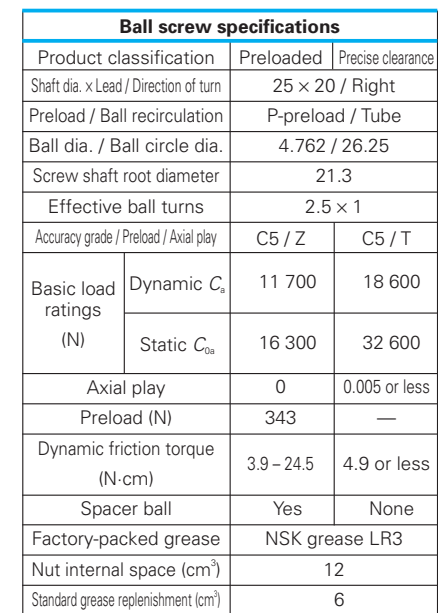 Ball screw specifications
Product classification Preloaded Precise clearance
Shaft dia. x Lead / Direction of turn 25 × 20 / Right
Preload / Ball recirculation P-preload / Tube
Ball dia. / Ball circle dia. 4.762 / 26.25
Screw shaft root diameter 21.3
Effective ball turns 2.5 × 1
Accuracy grade / Preload / Axial play C5 / Z C5 / T
Basic load ratings (N) Dynamic Ca 11 700 18 600
Static C0a 16 300 32 600
Axial play 0 0.005 or less
Preload (N) 343 —
Dynamic friction torque (N·cm) 3.9 – 24.5 4.9 or less
Spacer ball Yes None
Factory-packed grease NSK grease LR3
Nut internal space (cm³) 12
Standard grease replenishment (cm³) 6